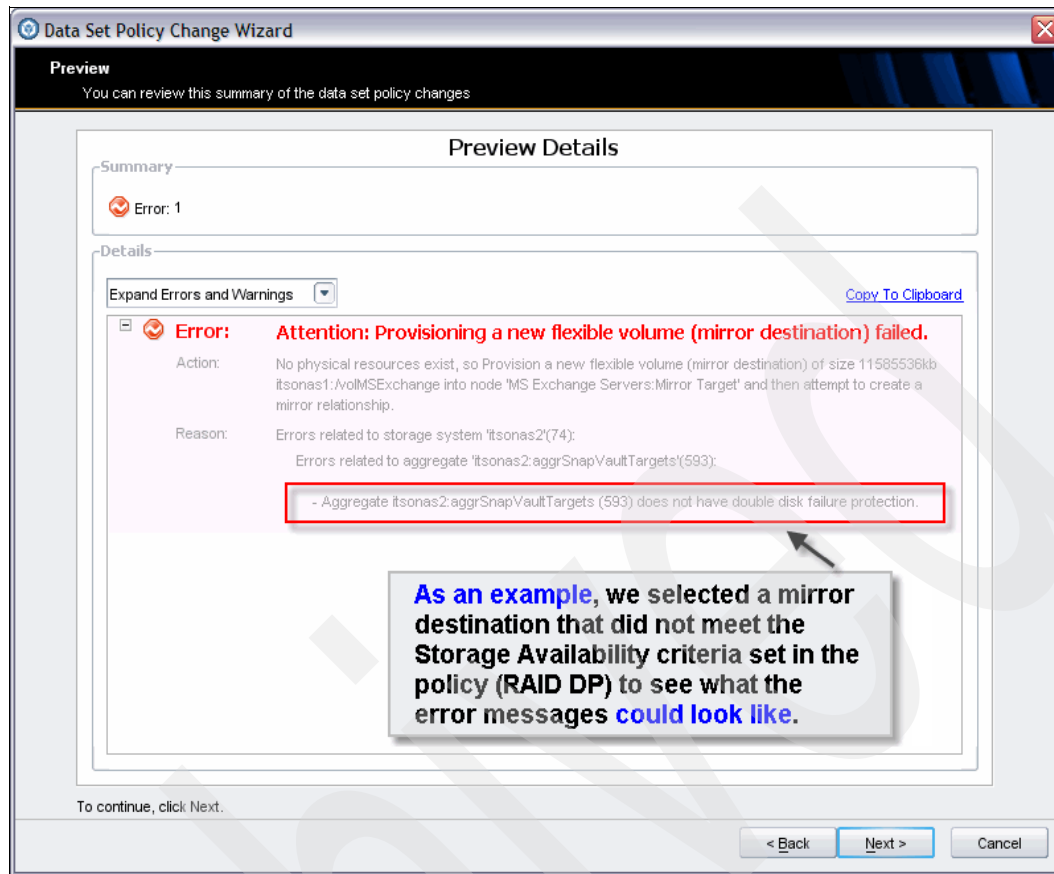 Data Set Policy Change Wizard
Preview
You can review this summary of the data set policy changes
Preview Details
Summary
Error: 1
Details
Expand Errors and Warnings
Copy To Clipboard
Error: Attention: Provisioning a new flexible volume (mirror destination) failed.
Action: No physical resources exist, so Provision a new flexible volume (mirror destination) of size 11585536kb
itsonas1:/volMSExchange into node 'MS Exchange Servers:Mirror Target' and then attempt to create a
mirror relationship.
Reason: Errors related to storage system 'itsonas2'(74):
Errors related to aggregate 'itsonas2:aggrSnapVaultTargets'(593):
- Aggregate itsonas2:aggrSnapVaultTargets (593) does not have double disk failure protection.
As an example, we selected a mirror
destination that did not meet the
Storage Availability criteria set in the
policy (RAID DP) to see what the
error messages could look like.
To continue, click Next.
< Back Next > Cancel